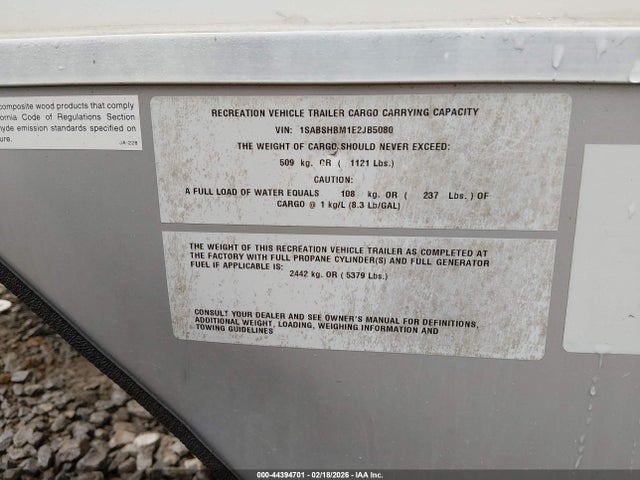 composite wood products that comply
ifornia Code of Regulations Section
hyde emission standards specified on
ure.
JA-228
RECREATION VEHICLE TRAILER CARGO CARRYING CAPACITY
VIN: 1SABSHBM1E2JB5080
THE WEIGHT OF CARGO SHOULD NEVER EXCEED:
509 kg. OR ( 1121 Lbs.)
CAUTION:
A FULL LOAD OF WATER EQUALS 108 kg. OR ( 237 Lbs. ) OF
CARGO @ 1 kg/L (8.3 Lb/GAL)
THE WEIGHT OF THIS RECREATION VEHICLE TRAILER AS COMPLETED AT
THE FACTORY WITH FULL PROPANE CYLINDER(S) AND FULL GENERATOR
FUEL IF APPLICABLE IS:
2442 kg. OR ( 5379 Lbs.)
CONSULT YOUR DEALER AND SEE OWNER'S MANUAL FOR DEFINITIONS,
ADDITIONAL WEIGHT, LOADING, WEIGHING INFORMATION AND
TOWING GUIDELINES
000-44394701 - 02/18/2026 - IAA Inc.